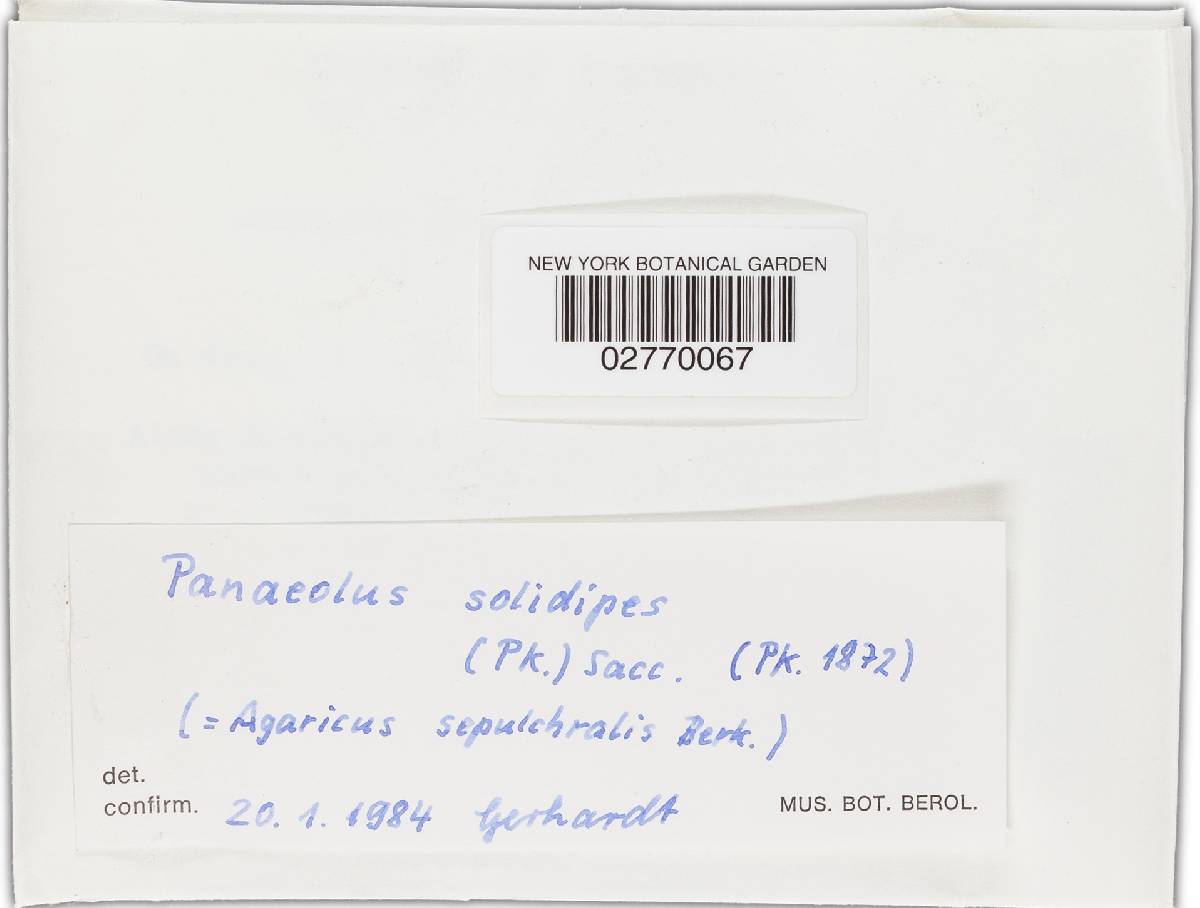 NEW YORK BOTANICAL GARDEN
02770067
Panaeolus solidipes
(Pk.) Sacc. (Pk. 1872)
(= Agaricus sepulchralis Berk.)
det.
confirm. 20. 1. 1984 Gerhardt MUS. BOT. BEROL.